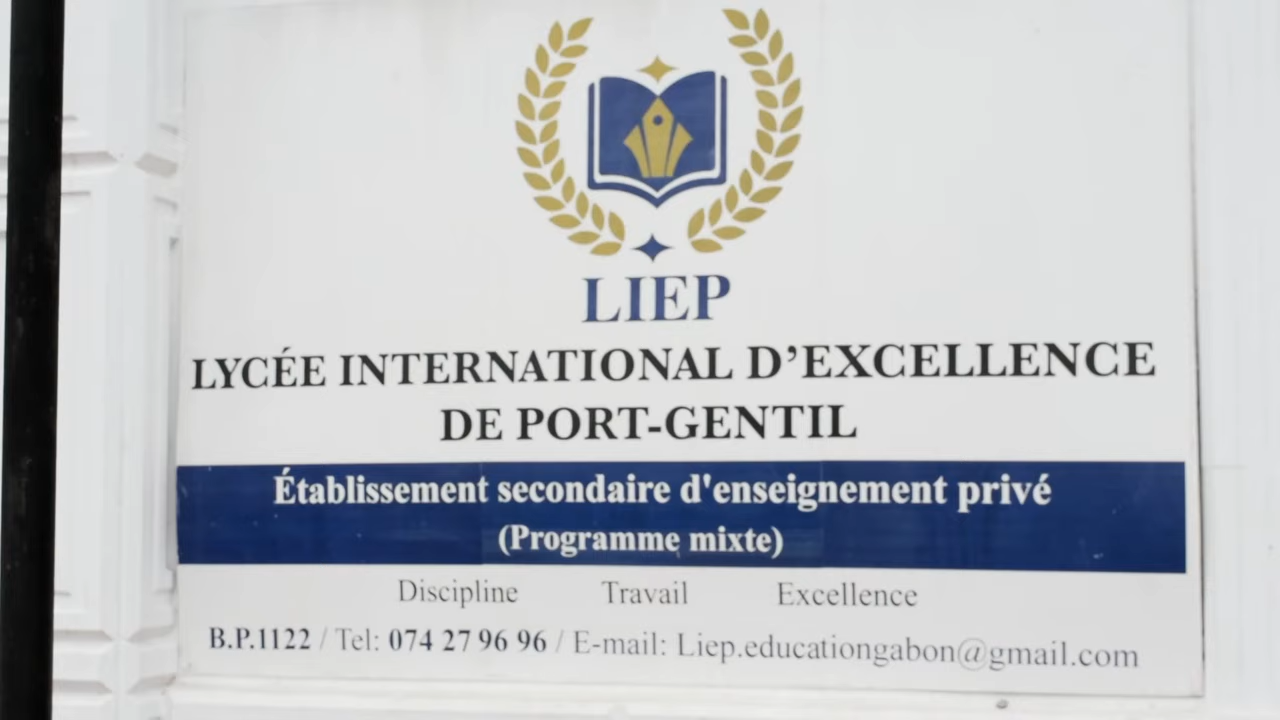 LIEP
LYCÉE INTERNATIONAL D’EXCELLENCE
DE PORT-GENTIL
Établissement secondaire d'enseignement privé
(Programme mixte)
Discipline Travail Excellence
B.P.1122 / Tel: 074 27 96 96 / E-mail: Liep.educationgabon@gmail.com